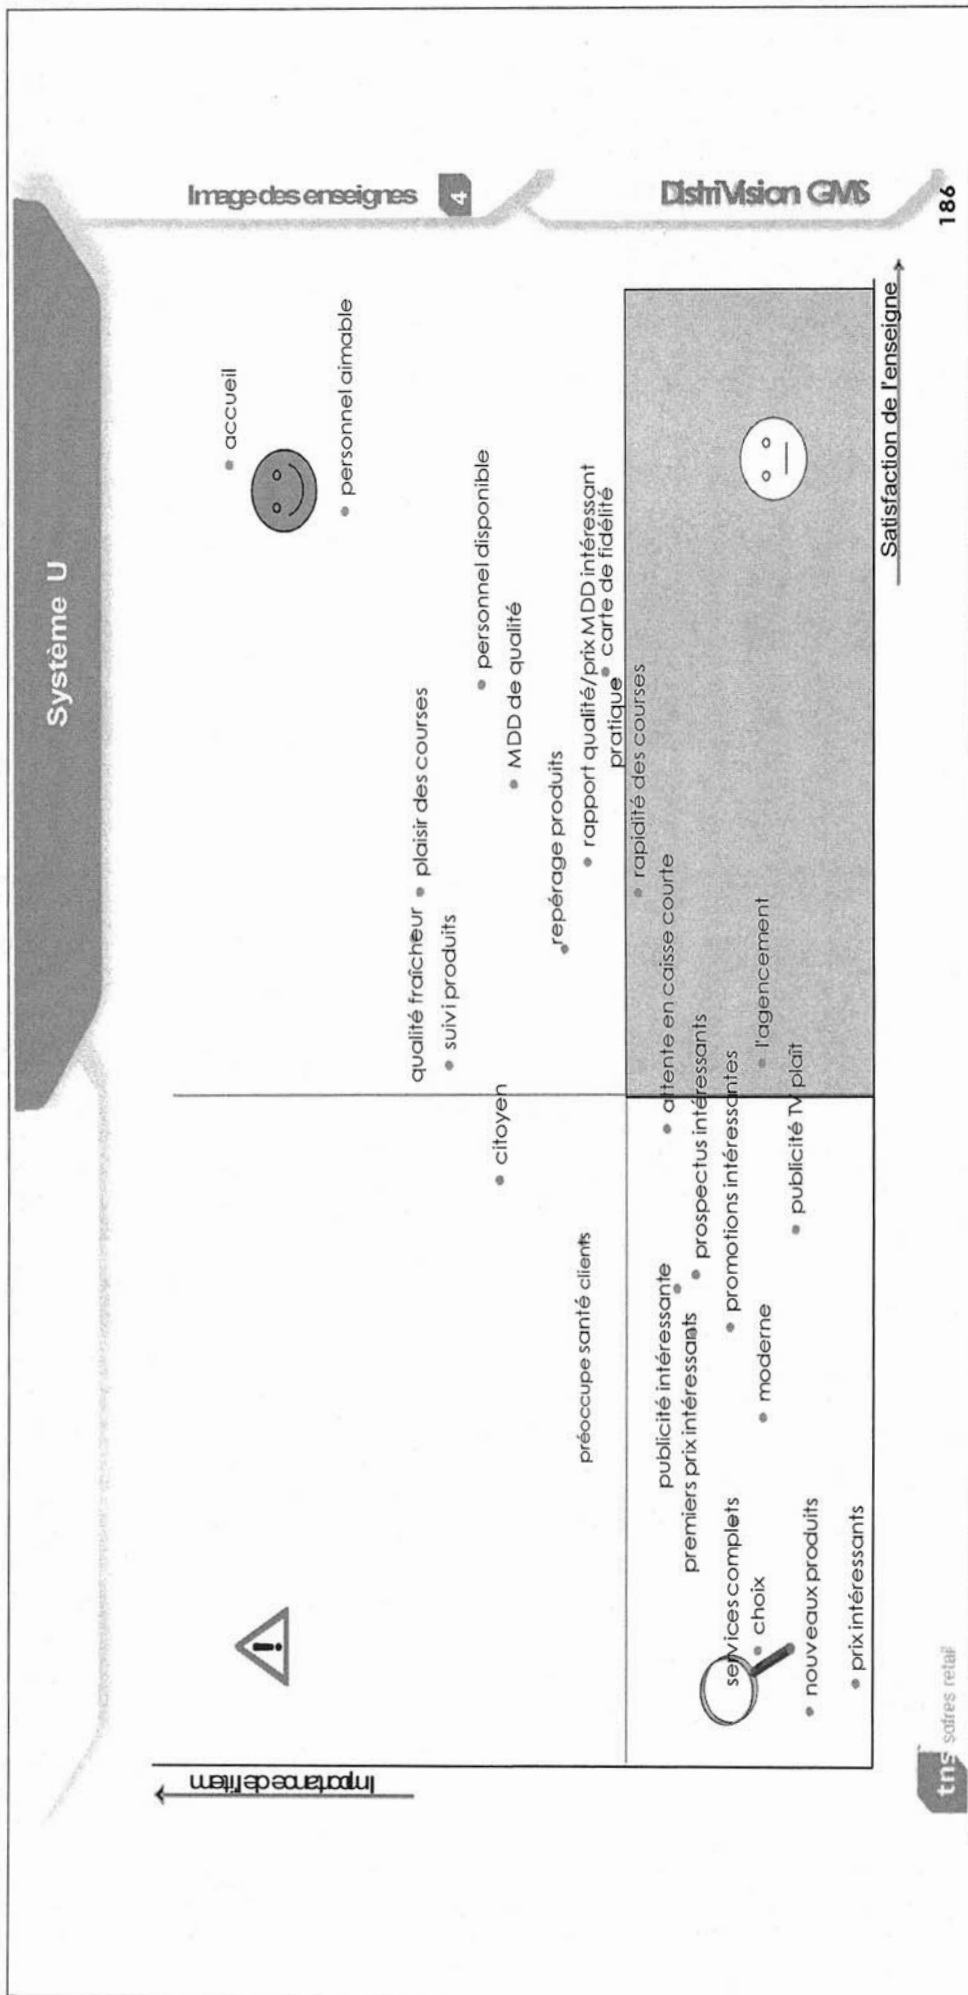 Système U
Image des enseignes
4
DistriVision GMS
186
Importance de l'item
accueil
personnel aimable
qualité fraîcheur
plaisir des courses
suivi produits
personnel disponible
citoyen
MDD de qualité
repérage produits
préoccupe santé clients
rapport qualité/prix MDD intéressant
carte de fidélité
pratique
rapidité des courses
publicité intéressante
attente en caisse courte
premiers prix intéressants
prospectus intéressants
services complets
promotions intéressantes
choix
moderne
l'agencement
nouveaux produits
publicité TV plaît
prix intéressants
Satisfaction de l'enseigne
tns sofres retail